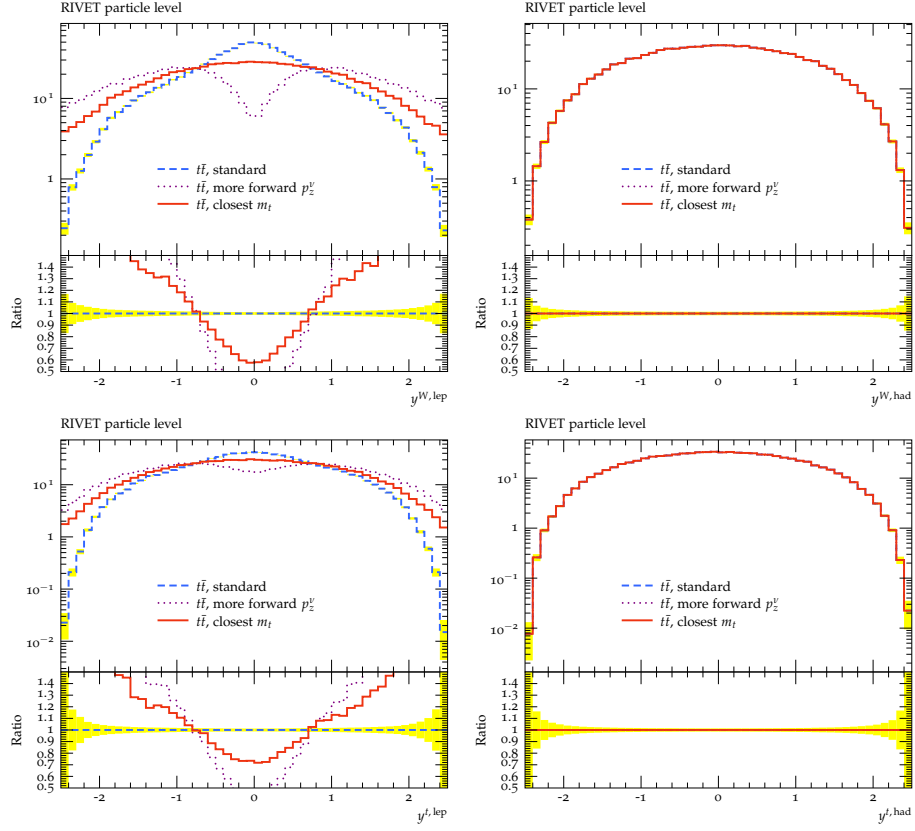 RIVET particle level
10¹
1
tt̄, standard
tt̄, more forward p_z^ν
tt̄, closest m_t
Ratio
1.4
1.3
1.2
1.1
1
0.9
0.8
0.7
0.6
0.5
-2 -1 0 1 2
y^{W,lep}
RIVET particle level
10¹
1
tt̄, standard
tt̄, more forward p_z^ν
tt̄, closest m_t
Ratio
1.4
1.3
1.2
1.1
1
0.9
0.8
0.7
0.6
0.5
-2 -1 0 1 2
y^{W,had}
RIVET particle level
10¹
1
10⁻¹
10⁻²
tt̄, standard
tt̄, more forward p_z^ν
tt̄, closest m_t
Ratio
1.4
1.3
1.2
1.1
1
0.9
0.8
0.7
0.6
0.5
-2 -1 0 1 2
y^{t,lep}
RIVET particle level
10¹
1
10⁻¹
10⁻²
tt̄, standard
tt̄, more forward p_z^ν
tt̄, closest m_t
Ratio
1.4
1.3
1.2
1.1
1
0.9
0.8
0.7
0.6
0.5
-2 -1 0 1 2
y^{t,had}